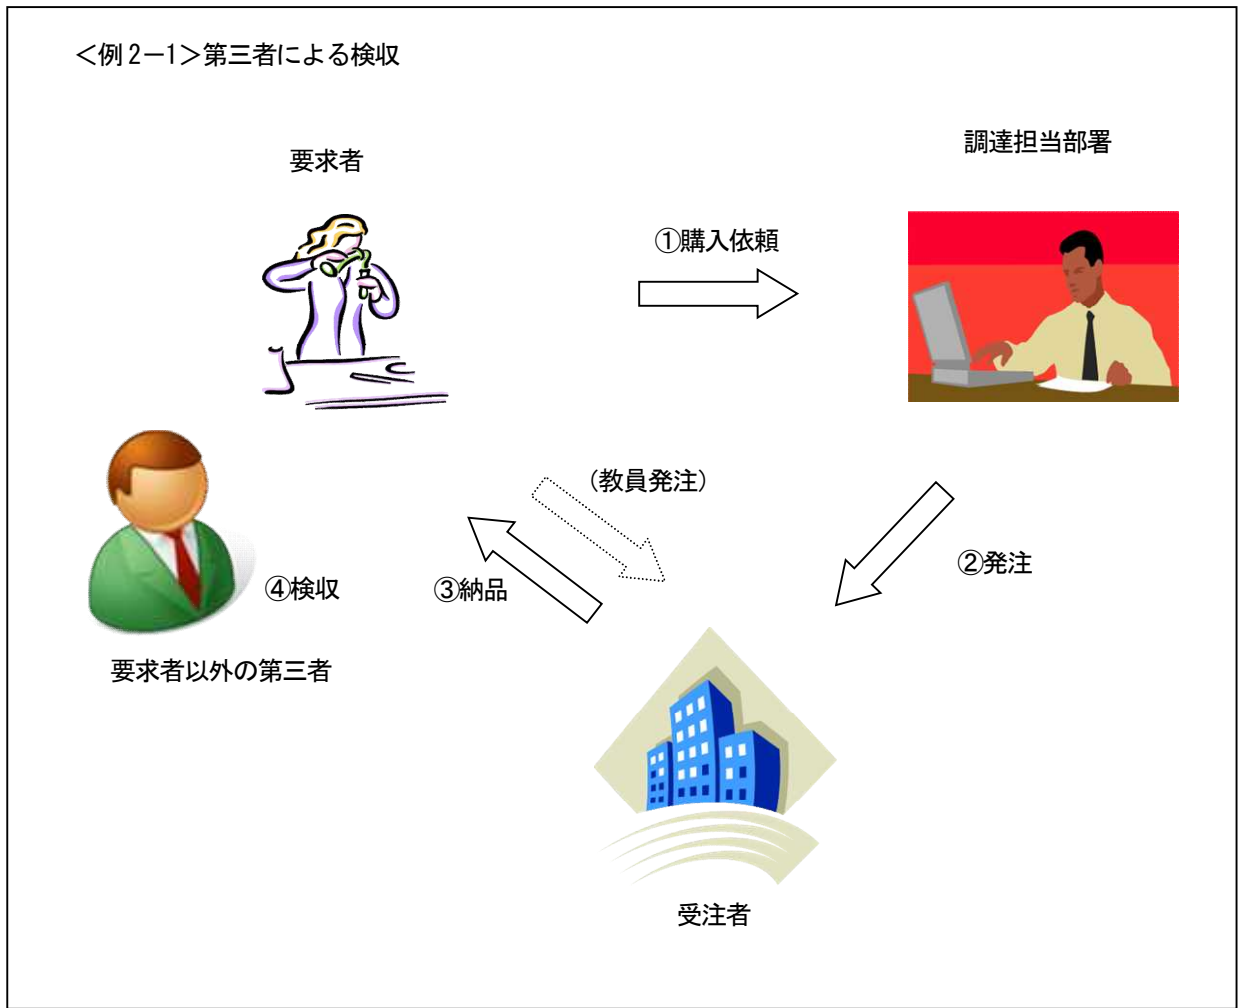 ＜例２－１＞第三者による検収
調達担当部署
要求者
①購入依頼
（教員発注）
②発注
④検収
③納品
要求者以外の第三者
受注者